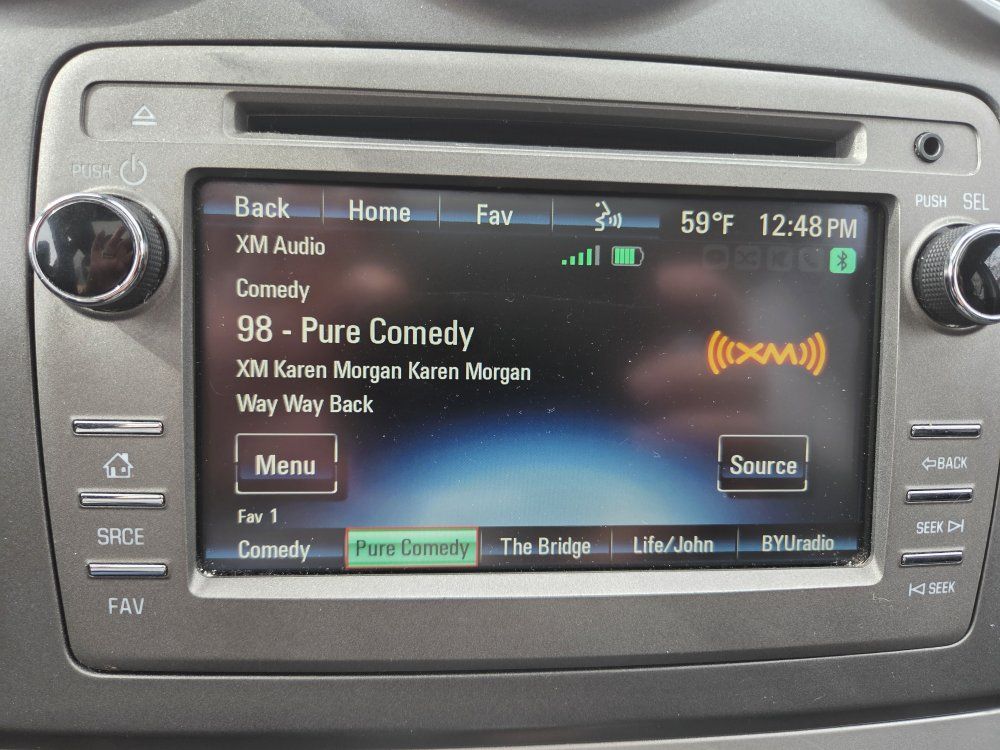 PUSH
PUSH SEL
Back Home Fav 59°F 12:48 PM
XM Audio
Comedy
98 - Pure Comedy
XM
XM Karen Morgan Karen Morgan
Way Way Back
Menu Source
Fav 1
Comedy Pure Comedy The Bridge Life/John BYUradio
SRCE
FAV
BACK
SEEK
SEEK